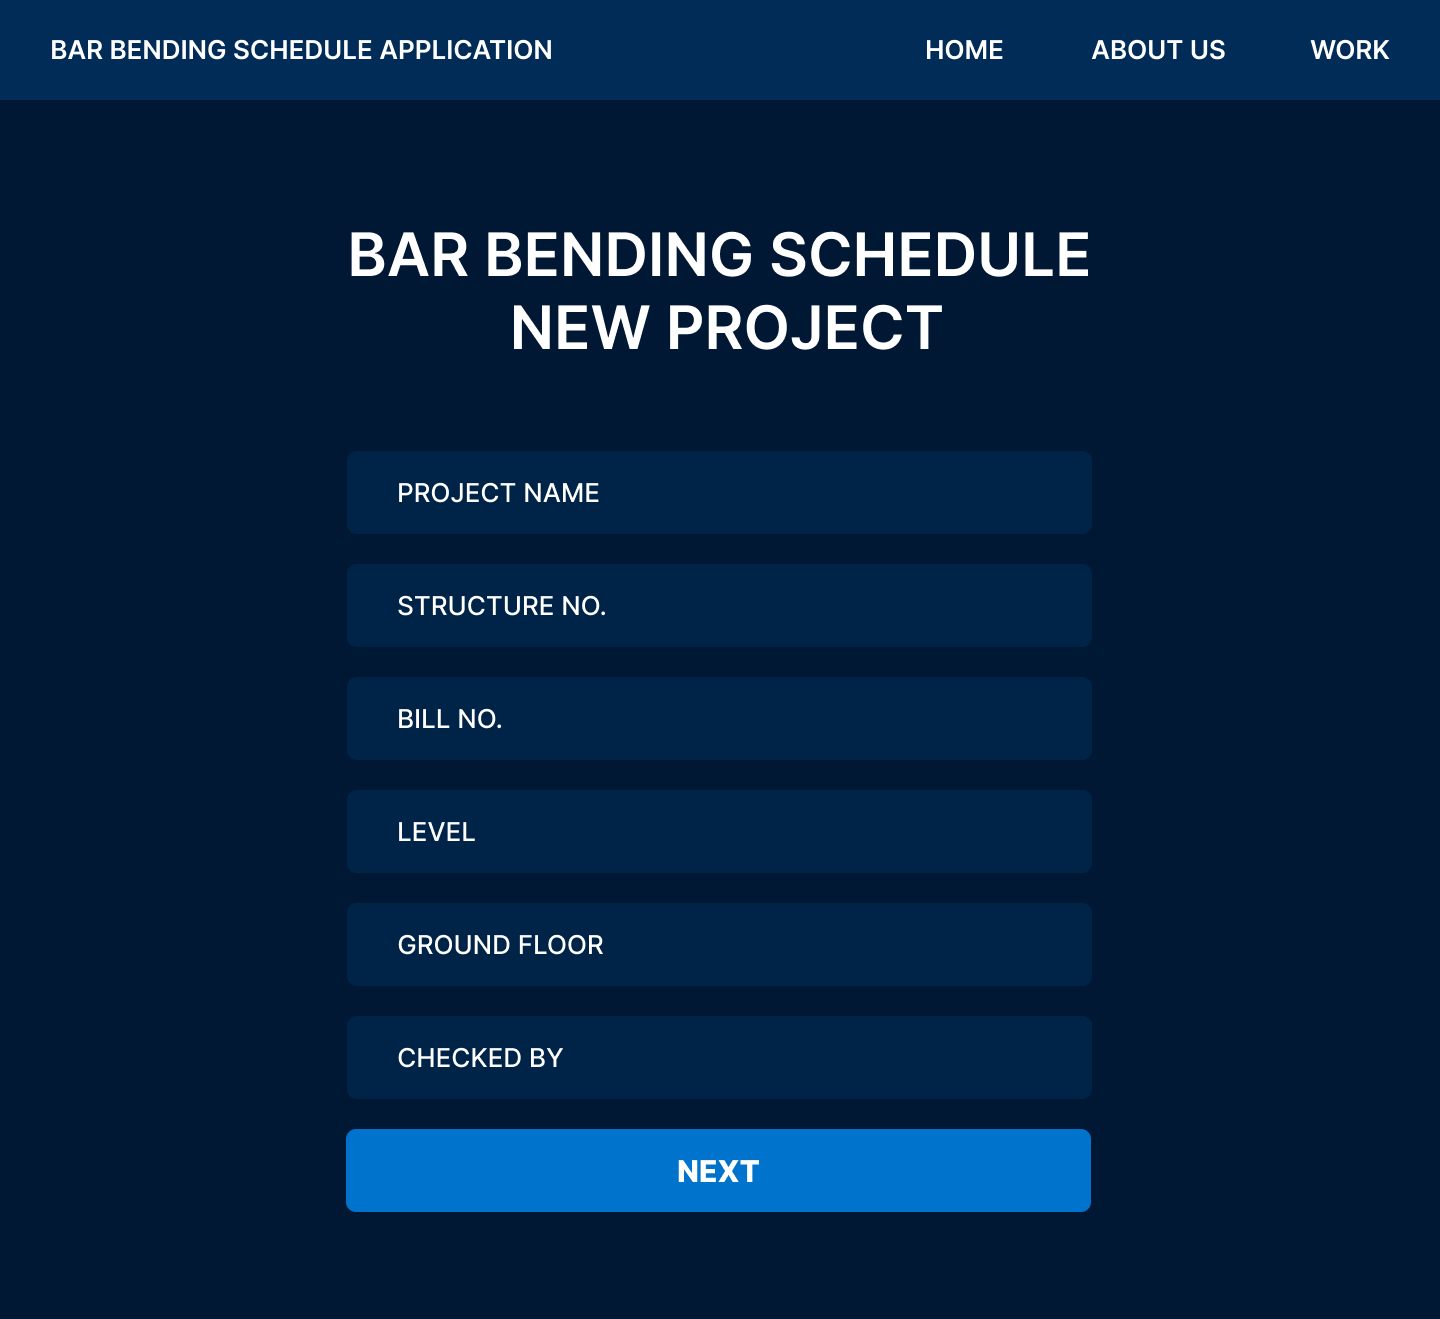 BAR BENDING SCHEDULE APPLICATION
HOME
ABOUT US
WORK
BAR BENDING SCHEDULE
NEW PROJECT
PROJECT NAME
STRUCTURE NO.
BILL NO.
LEVEL
GROUND FLOOR
CHECKED BY
NEXT